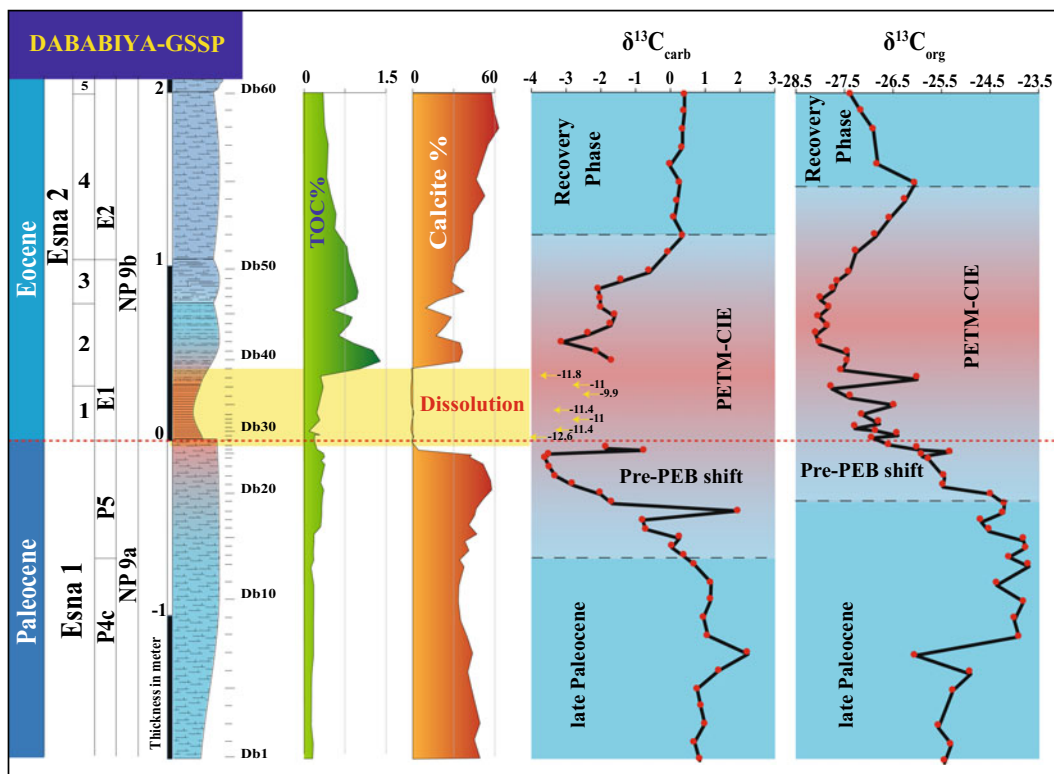 DABABIYA-GSSP
δ13Ccarb
δ13Corg
0 1.5
0 60
-4 -3 -2 -1 0 1 2 3
-28.5 -27.5 -26.5 -25.5 -24.5 -23.5
Eocene
Paleocene
Esna 2
Esna 1
5
4
3
2
1
E2
E1
P5
P4c
NP 9b
NP 9a
2
1
0
-1
Thickness in meter
Db60
Db50
Db40
Db30
Db20
Db10
Db1
TOC%
Calcite %
Dissolution
-11.8
-11
-9.9
-11.4
-11
-11.4
-12.6
Recovery
Phase
PETM-CIE
Pre-PEB shift
late Paleocene
Recovery
Phase
PETM-CIE
late Paleocene